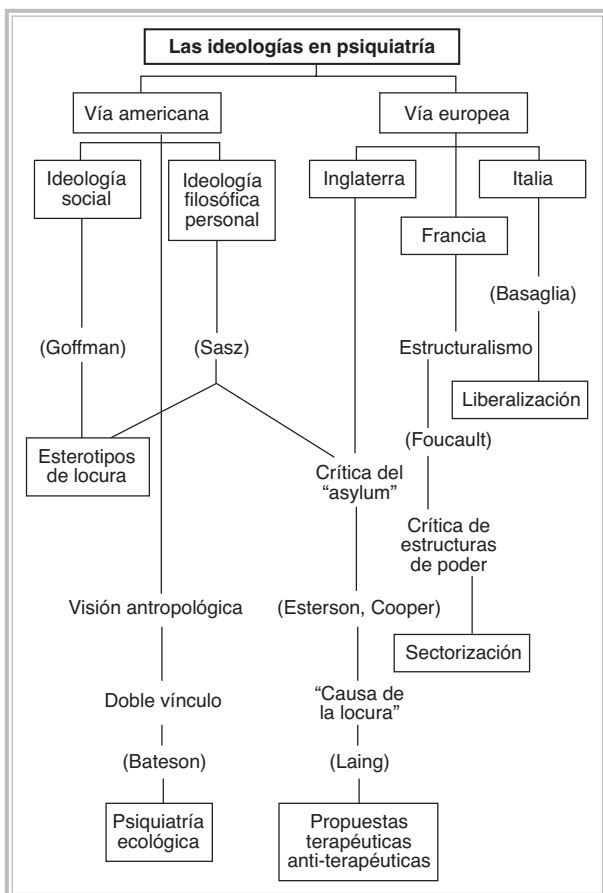 Las ideologías en psiquiatría
Vía americana
Vía europea
Ideología
social
Ideología
filosófica
personal
Inglaterra
Italia
Francia
(Basaglia)
(Goffman)
(Sasz)
Estructuralismo
Liberalización
(Foucault)
Esterotipos
de locura
Crítica del
“asylum”
Crítica de
estructuras
de poder
Visión antropológica
(Esterson, Cooper)
Sectorización
Doble vínculo
“Causa de
la locura”
(Bateson)
(Laing)
Psiquiatría
ecológica
Propuestas
terapéuticas
anti-terapéuticas